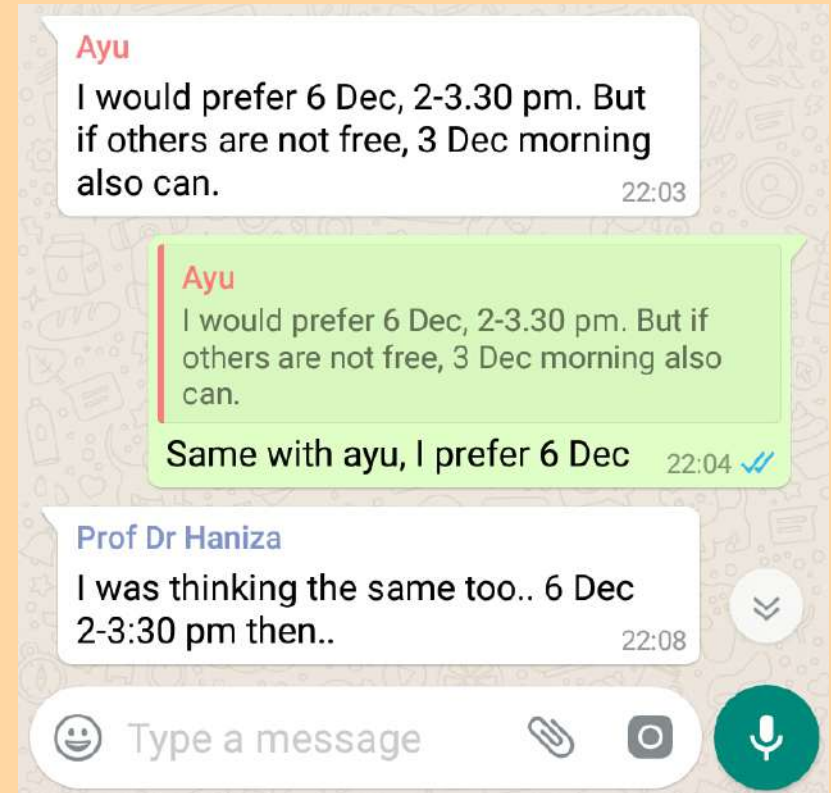 Ayu
I would prefer 6 Dec, 2-3.30 pm. But
if others are not free, 3 Dec morning
also can.
22:03
Ayu
I would prefer 6 Dec, 2-3.30 pm. But if
others are not free, 3 Dec morning also
can.
Same with ayu, I prefer 6 Dec 22:04
Prof Dr Haniza
I was thinking the same too.. 6 Dec
2-3:30 pm then..
22:08
Type a message